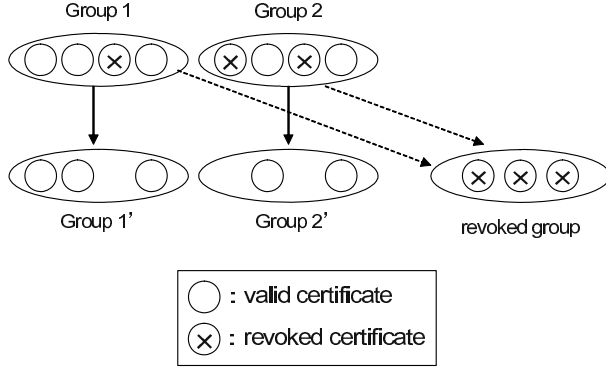 Group 1
Group 2
Group 1’
Group 2’
revoked group
: valid certificate
: revoked certificate